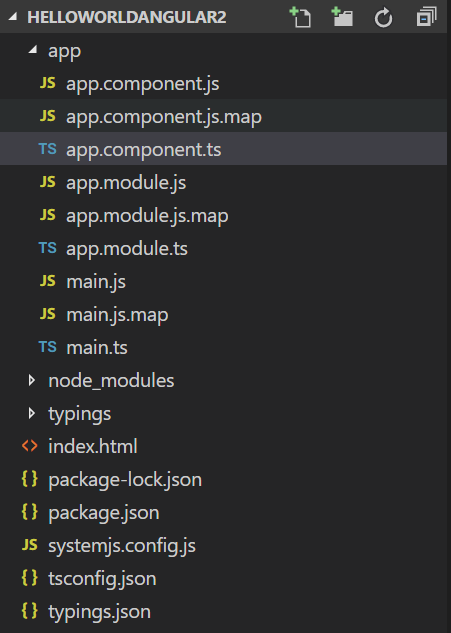 HELLOWORLDANGULAR2
app
JS app.component.js
JS app.component.js.map
TS app.component.ts
JS app.module.js
JS app.module.js.map
TS app.module.ts
JS main.js
JS main.js.map
TS main.ts
node_modules
typings
<> index.html
{} package-lock.json
{} package.json
JS systemjs.config.js
{} tsconfig.json
{} typings.json